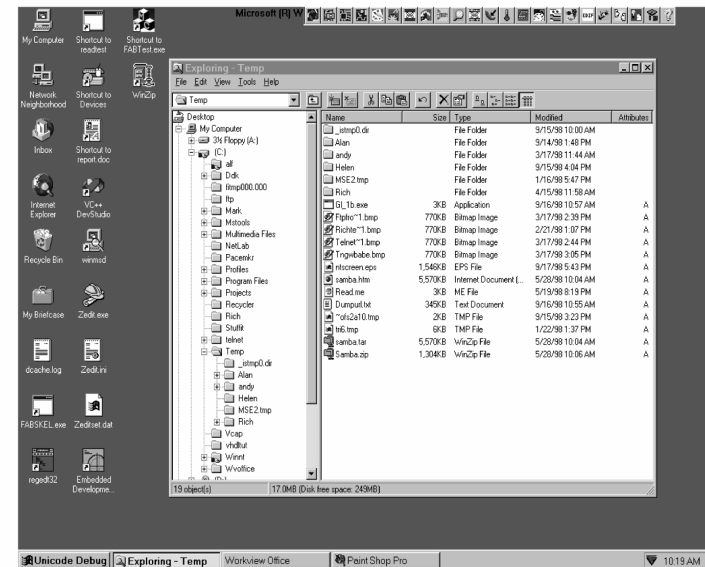 Microsoft (R) W
My Computer
Shortcut to readtest
Shortcut to FABTest.exe
Network Neighborhood
Shortcut to Devices
WinZip
Inbox
Shortcut to report.doc
Internet Explorer
VC++ DevStudio
Recycle Bin
winmsd
My Briefcase
Zedit.exe
dcache.log
Zedit.ini
FABSKEL.exe
Zeditset.dat
regedt32
Embedded Developme...
Exploring - Temp
File Edit View Tools Help
Temp
Desktop
My Computer
3½ Floppy (A:)
(C:)
alf
Ddk
fitmp000.000
ftp
Mark
Mstools
Multimedia Files
NetLab
Pacemkr
Profiles
Program Files
Projects
Recycler
Rich
Stuffit
telnet
Temp
_istmp0.dir
Alan
andy
Helen
MSE2.tmp
Rich
Vcap
vhdltut
Winnt
Wvoffice
Name Size Type Modified Attributes
_istmp0.dir File Folder 9/15/98 10:00 AM
Alan File Folder 9/14/98 1:48 PM
andy File Folder 3/17/98 11:44 AM
Helen File Folder 9/15/98 4:04 PM
MSE2.tmp File Folder 1/16/98 5:47 PM
Rich File Folder 4/15/98 11:58 AM
GI_1b.exe 3KB Application 9/16/98 10:57 AM A
Ftpho~1.bmp 770KB Bitmap Image 3/17/98 2:39 PM A
Richte~1.bmp 770KB Bitmap Image 2/21/98 1:07 PM A
Telnet~1.bmp 770KB Bitmap Image 3/17/98 2:44 PM A
Tngwbabe.bmp 770KB Bitmap Image 3/17/98 3:05 PM A
ntscreen.eps 1,546KB EPS File 9/17/98 5:43 PM A
samba.htm 5,570KB Internet Document (... 5/28/98 10:04 AM A
Read.me 3KB ME File 5/19/98 8:19 PM A
Dumpurl.txt 345KB Text Document 9/16/98 10:55 AM A
~ofs2a10.tmp 2KB TMP File 9/15/98 3:23 PM A
tri6.tmp 6KB TMP File 1/22/98 1:37 PM A
samba.tar 5,570KB WinZip File 5/28/98 10:04 AM A
Samba.zip 1,304KB WinZip File 5/28/98 10:06 AM A
19 object(s) 17.0MB (Disk free space: 249MB)
Unicode Debug Exploring - Temp Workview Office Paint Shop Pro 10:19 AM